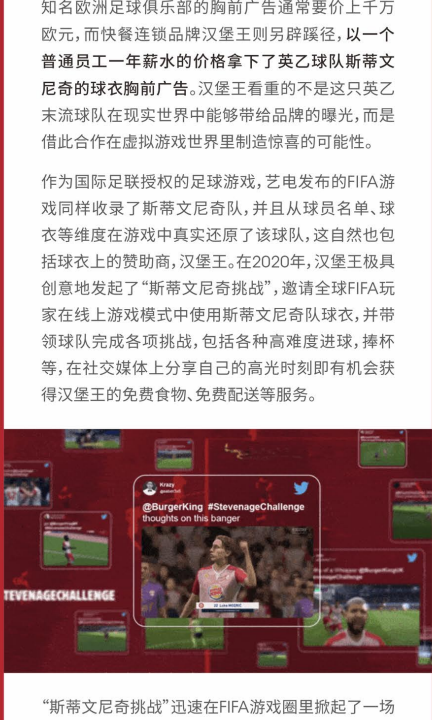 知名欧洲足球俱乐部的胸前广告通常要价上千万
欧元，而快餐连锁品牌汉堡王则另辟蹊径，以一个
普通员工一年薪水的价格拿下了英乙球队斯蒂文
尼奇的球衣胸前广告。汉堡王看重的不是这只英乙
末流球队在现实世界中能够带给品牌的曝光，而是
借此合作在虚拟游戏世界里制造惊喜的可能性。
作为国际足联授权的足球游戏，艺电发布的FIFA游
戏同样收录了斯蒂文尼奇队，并且从球员名单、球
衣等维度在游戏中真实还原了该球队，这自然也包
括球衣上的赞助商，汉堡王。在2020年，汉堡王极具
创意地发起了“斯蒂文尼奇挑战”，邀请全球FIFA玩
家在线上游戏模式中使用斯蒂文尼奇队球衣，并带
领球队完成各项挑战，包括各种高难度进球，捧杯
等，在社交媒体上分享自己的高光时刻即有机会获
得汉堡王的免费食物、免费配送等服务。
Krazy
@BurgerKing #StevenageChallenge
thoughts on this banger
TEVENAGECHALLENGE
of a Whopper @BurgerKingUK
“斯蒂文尼奇挑战”迅速在FIFA游戏圈里掀起了一场